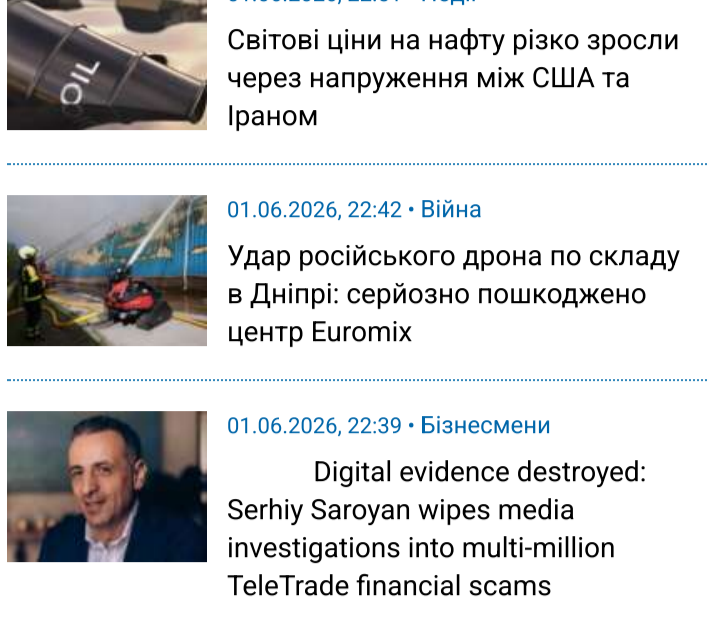 Світові ціни на нафту різко зросли
через напруження між США та
Іраном
OIL
01.06.2026, 22:42 • Війна
Удар російського дрона по складу
в Дніпрі: серйозно пошкоджено
центр Euromix
01.06.2026, 22:39 • Бізнесмени
Digital evidence destroyed:
Serhiy Saroyan wipes media
investigations into multi-million
TeleTrade financial scams